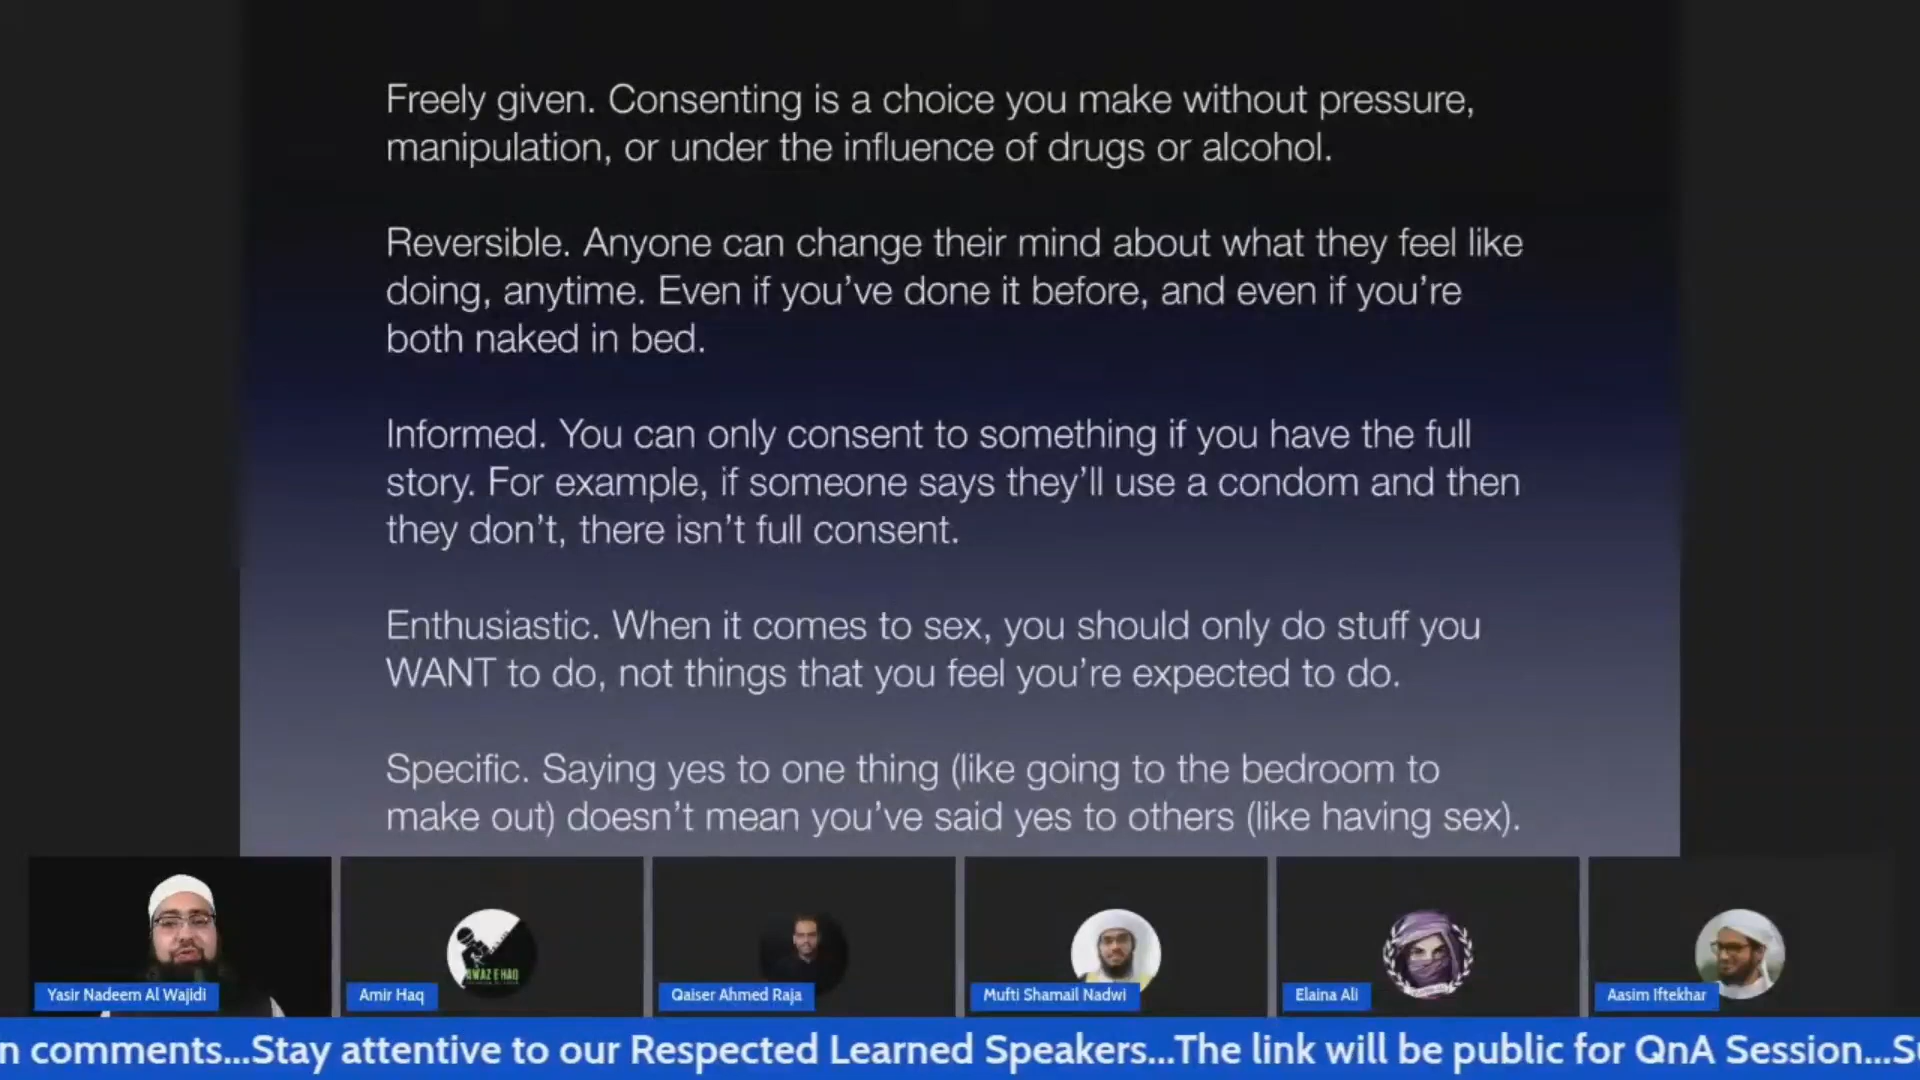 Freely given. Consenting is a choice you make without pressure,
manipulation, or under the influence of drugs or alcohol.
Reversible. Anyone can change their mind about what they feel like
doing, anytime. Even if you’ve done it before, and even if you’re
both naked in bed.
Informed. You can only consent to something if you have the full
story. For example, if someone says they’ll use a condom and then
they don’t, there isn’t full consent.
Enthusiastic. When it comes to sex, you should only do stuff you
WANT to do, not things that you feel you’re expected to do.
Specific. Saying yes to one thing (like going to the bedroom to
make out) doesn’t mean you’ve said yes to others (like having sex).
AWAZ E HAQ
Yasir Nadeem Al Wajidi
Amir Haq
Qaiser Ahmed Raja
Mufti Shamail Nadwi
Elaina Ali
Aasim Iftekhar
n comments...Stay attentive to our Respected Learned Speakers...The link will be public for QnA Session...Su